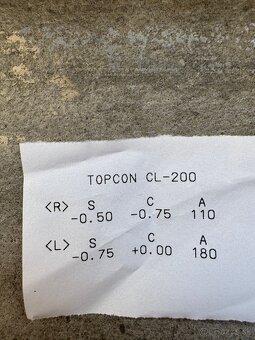 TOPCON CL-200
<R> S C A
-0.50 -0.75 110
<L> S C A
-0.75 +0.00 180